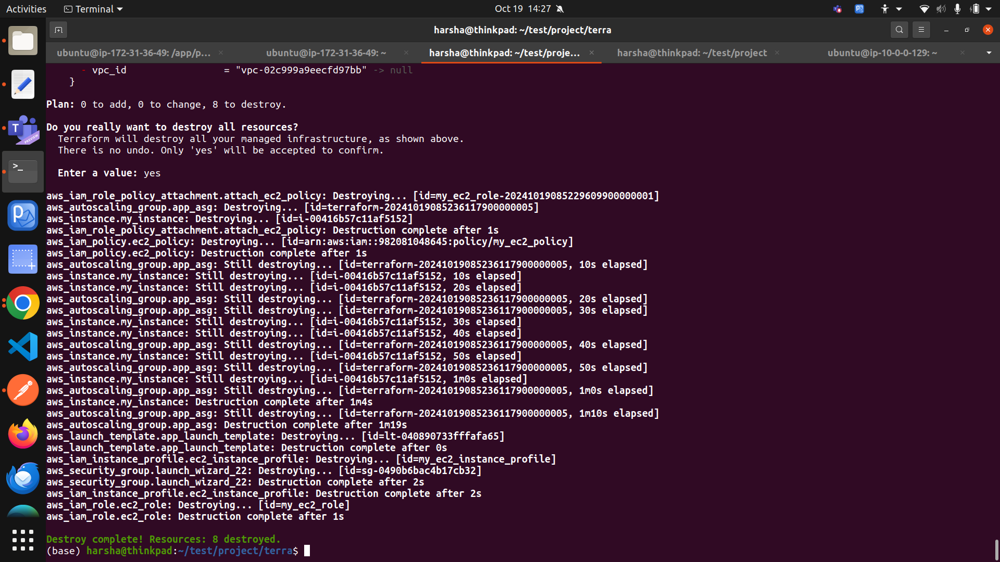 Activities
Terminal
Oct 19 14:27
harsha@thinkpad: ~/test/project/terra
ubuntu@ip-172-31-36-49: /app/p...
ubuntu@ip-172-31-36-49: ~
harsha@thinkpad: ~/test/proje...
harsha@thinkpad: ~/test/project
ubuntu@ip-10-0-0-129: ~
- vpc_id = "vpc-02c999a9eecfd97bb" -> null
}
Plan: 0 to add, 0 to change, 8 to destroy.
Do you really want to destroy all resources?
Terraform will destroy all your managed infrastructure, as shown above.
There is no undo. Only 'yes' will be accepted to confirm.
Enter a value: yes
aws_iam_role_policy_attachment.attach_ec2_policy: Destroying... [id=my_ec2_role-20241019085229609900000001]
aws_autoscaling_group.app_asg: Destroying... [id=terraform-20241019085236117900000005]
aws_instance.my_instance: Destroying... [id=i-00416b57c11af5152]
aws_iam_role_policy_attachment.attach_ec2_policy: Destruction complete after 1s
aws_iam_policy.ec2_policy: Destroying... [id=arn:aws:iam::982081048645:policy/my_ec2_policy]
aws_iam_policy.ec2_policy: Destruction complete after 1s
aws_autoscaling_group.app_asg: Still destroying... [id=terraform-20241019085236117900000005, 10s elapsed]
aws_instance.my_instance: Still destroying... [id=i-00416b57c11af5152, 10s elapsed]
aws_instance.my_instance: Still destroying... [id=i-00416b57c11af5152, 20s elapsed]
aws_autoscaling_group.app_asg: Still destroying... [id=terraform-20241019085236117900000005, 20s elapsed]
aws_autoscaling_group.app_asg: Still destroying... [id=terraform-20241019085236117900000005, 30s elapsed]
aws_instance.my_instance: Still destroying... [id=i-00416b57c11af5152, 30s elapsed]
aws_instance.my_instance: Still destroying... [id=i-00416b57c11af5152, 40s elapsed]
aws_autoscaling_group.app_asg: Still destroying... [id=terraform-20241019085236117900000005, 40s elapsed]
aws_instance.my_instance: Still destroying... [id=i-00416b57c11af5152, 50s elapsed]
aws_autoscaling_group.app_asg: Still destroying... [id=terraform-20241019085236117900000005, 50s elapsed]
aws_instance.my_instance: Still destroying... [id=i-00416b57c11af5152, 1m0s elapsed]
aws_autoscaling_group.app_asg: Still destroying... [id=terraform-20241019085236117900000005, 1m0s elapsed]
aws_instance.my_instance: Destruction complete after 1m4s
aws_autoscaling_group.app_asg: Still destroying... [id=terraform-20241019085236117900000005, 1m10s elapsed]
aws_autoscaling_group.app_asg: Destruction complete after 1m19s
aws_launch_template.app_launch_template: Destroying... [id=lt-040890733fffafa65]
aws_launch_template.app_launch_template: Destruction complete after 0s
aws_iam_instance_profile.ec2_instance_profile: Destroying... [id=my_ec2_instance_profile]
aws_security_group.launch_wizard_22: Destroying... [id=sg-0490b6bac4b17cb32]
aws_security_group.launch_wizard_22: Destruction complete after 2s
aws_iam_instance_profile.ec2_instance_profile: Destruction complete after 2s
aws_iam_role.ec2_role: Destroying... [id=my_ec2_role]
aws_iam_role.ec2_role: Destruction complete after 1s
Destroy complete! Resources: 8 destroyed.
(base) harsha@thinkpad:~/test/project/terra$